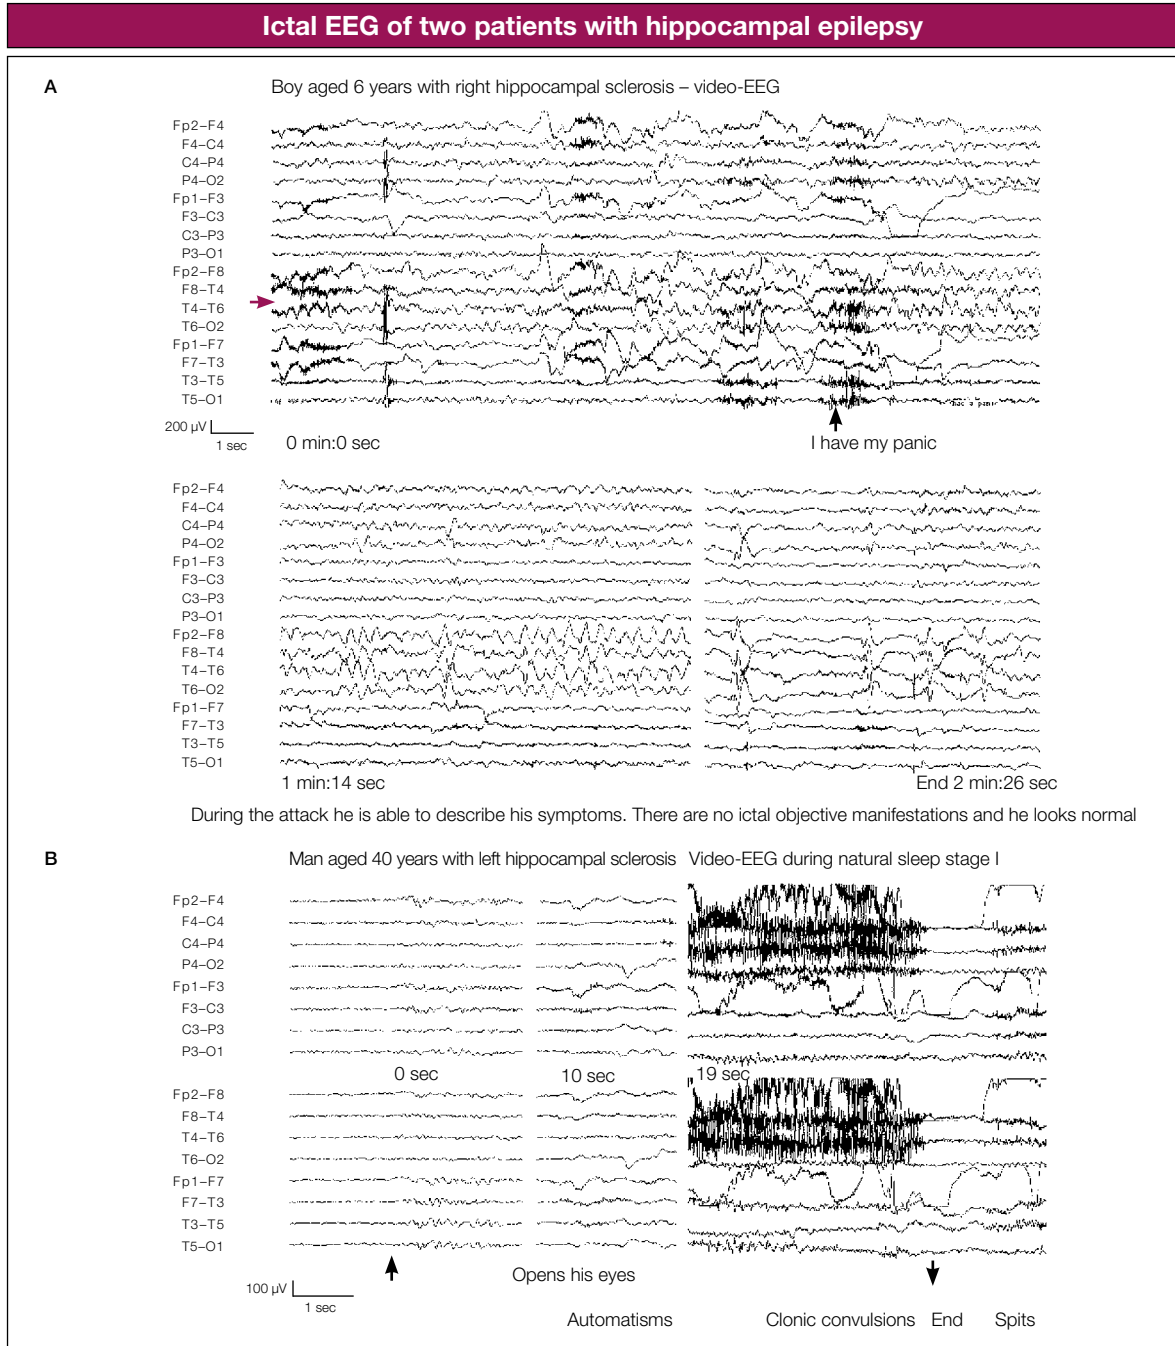 Ictal EEG of two patients with hippocampal epilepsy
A
Boy aged 6 years with right hippocampal sclerosis – video-EEG
Fp2–F4
F4–C4
C4–P4
P4–O2
Fp1–F3
F3–C3
C3–P3
P3–O1
Fp2–F8
F8–T4
T4–T6
T6–O2
Fp1–F7
F7–T3
T3–T5
T5–O1
200 µV
1 sec
0 min:0 sec
I have my panic
Fp2–F4
F4–C4
C4–P4
P4–O2
Fp1–F3
F3–C3
C3–P3
P3–O1
Fp2–F8
F8–T4
T4–T6
T6–O2
Fp1–F7
F7–T3
T3–T5
T5–O1
1 min:14 sec
End 2 min:26 sec
During the attack he is able to describe his symptoms. There are no ictal objective manifestations and he looks normal
B
Man aged 40 years with left hippocampal sclerosis
Video-EEG during natural sleep stage I
Fp2–F4
F4–C4
C4–P4
P4–O2
Fp1–F3
F3–C3
C3–P3
P3–O1
0 sec
10 sec
19 sec
Fp2–F8
F8–T4
T4–T6
T6–O2
Fp1–F7
F7–T3
T3–T5
T5–O1
Opens his eyes
100 µV
1 sec
Automatisms
Clonic convulsions
End
Spits